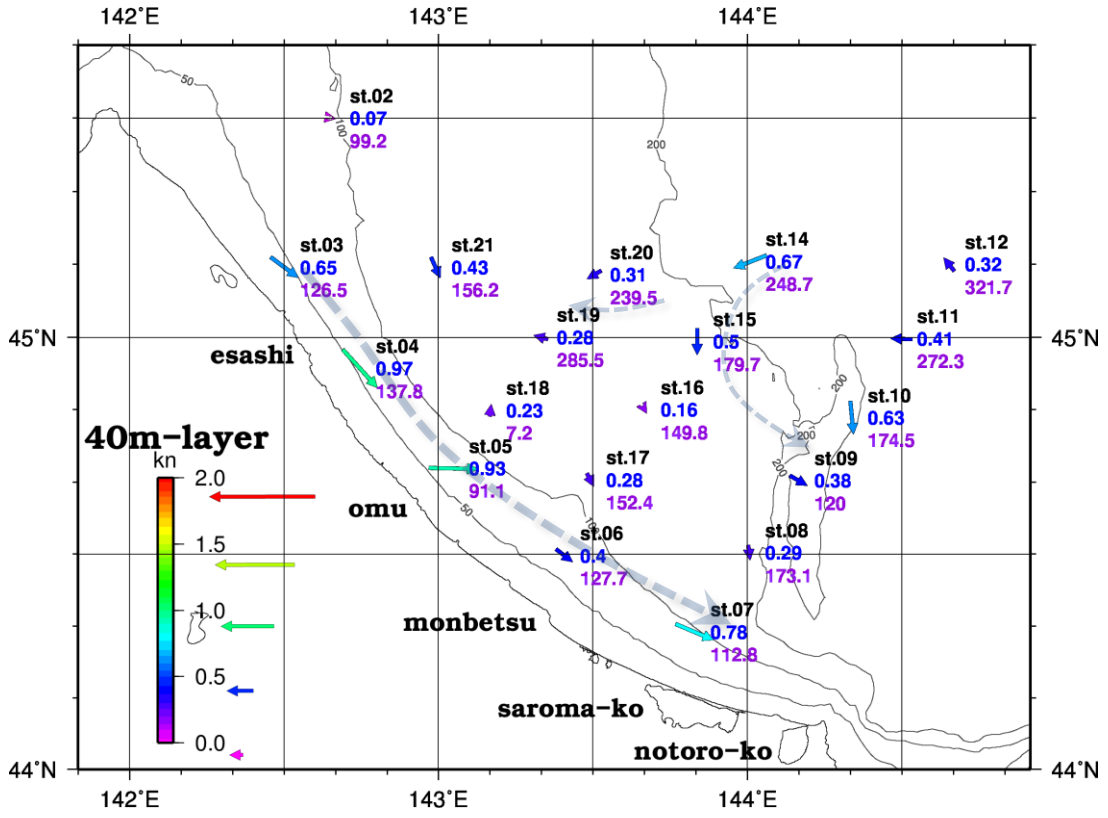 142°E
143°E
144°E
50
100
200
st.02
0.07
99.2
st.03
0.65
126.5
st.21
0.43
156.2
st.20
0.31
239.5
st.14
0.67
248.7
st.12
0.32
321.7
45°N
45°N
esashi
st.04
0.97
137.8
st.19
0.28
285.5
st.15
0.5
179.7
st.11
0.41
272.3
st.18
0.23
7.2
st.16
0.16
149.8
200
st.10
0.63
174.5
200
40m-layer
kn
2.0
1.5
1.0
0.5
0.0
st.05
0.93
91.1
st.17
0.28
152.4
200
st.09
0.38
120
omu
50
100
st.06
0.4
127.7
st.08
0.29
173.1
monbetsu
st.07
0.78
112.8
saroma-ko
notoro-ko
44°N
44°N
142°E
143°E
144°E